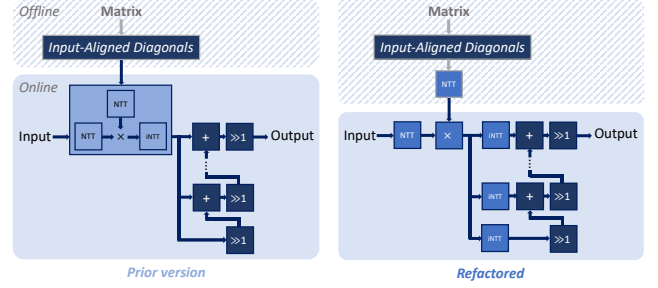 Offline
Matrix
Input-Aligned Diagonals
Online
NTT
Input
NTT
×
iNTT
+
≫1
Output
+
≫1
≫1
Prior version
Matrix
Input-Aligned Diagonals
NTT
Input
NTT
×
iNTT
+
≫1
Output
iNTT
+
≫1
iNTT
≫1
Refactored